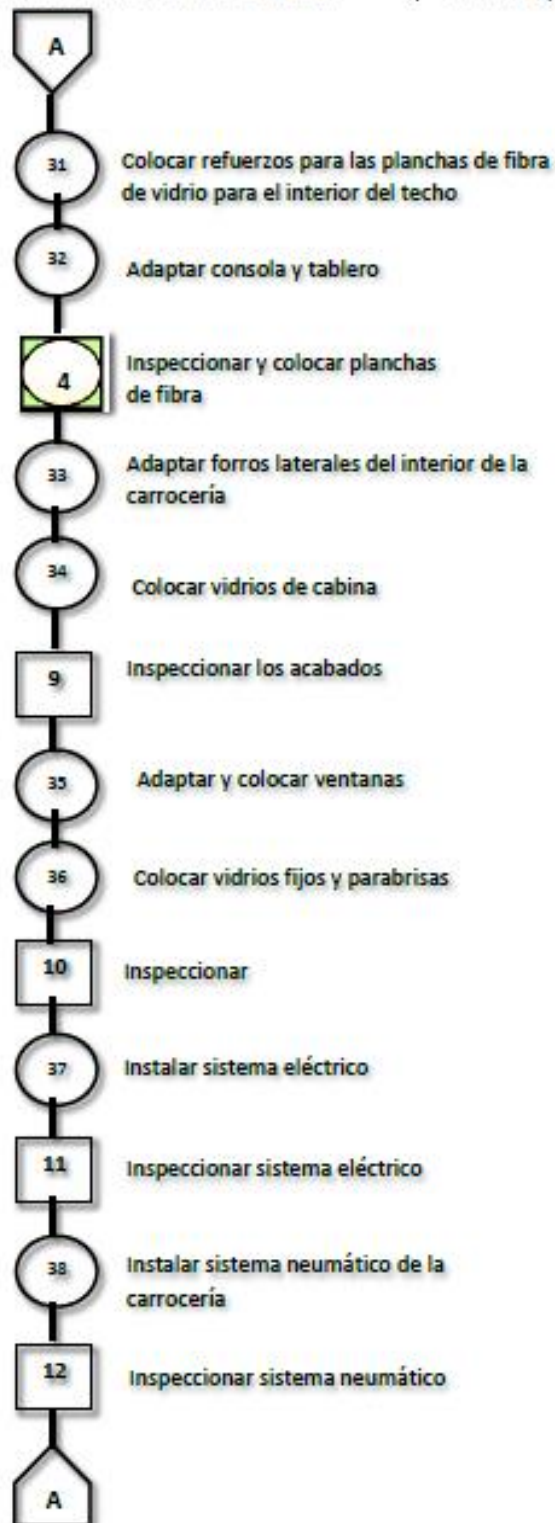 A
31
Colocar refuerzos para las planchas de fibra
de vidrio para el interior del techo
32
Adaptar consola y tablero
4
Inspeccionar y colocar planchas
de fibra
33
Adaptar forros laterales del interior de la
carrocería
34
Colocar vidrios de cabina
9
Inspeccionar los acabados
35
Adaptar y colocar ventanas
36
Colocar vidrios fijos y parabrisas
10
Inspeccionar
37
Instalar sistema eléctrico
11
Inspeccionar sistema eléctrico
38
Instalar sistema neumático de la
carrocería
12
Inspeccionar sistema neumático
A